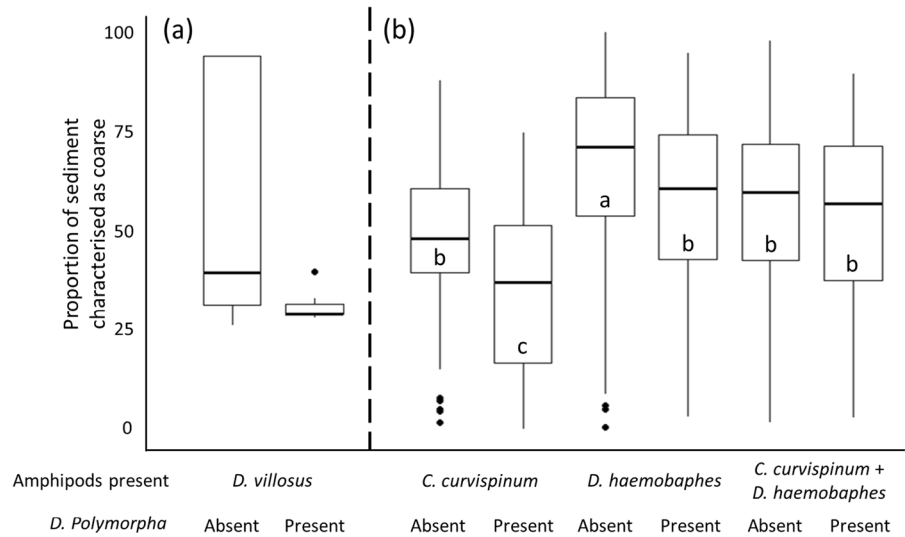 (a)
(b)
Proportion of sediment
characterised as coarse
100
75
50
25
0
b
c
a
b
b
b
Amphipods present
D. villosus
C. curvispinum
D. haemobaphes
C. curvispinum +
D. haemobaphes
D. Polymorpha
Absent Present Absent Present Absent Present Absent Present